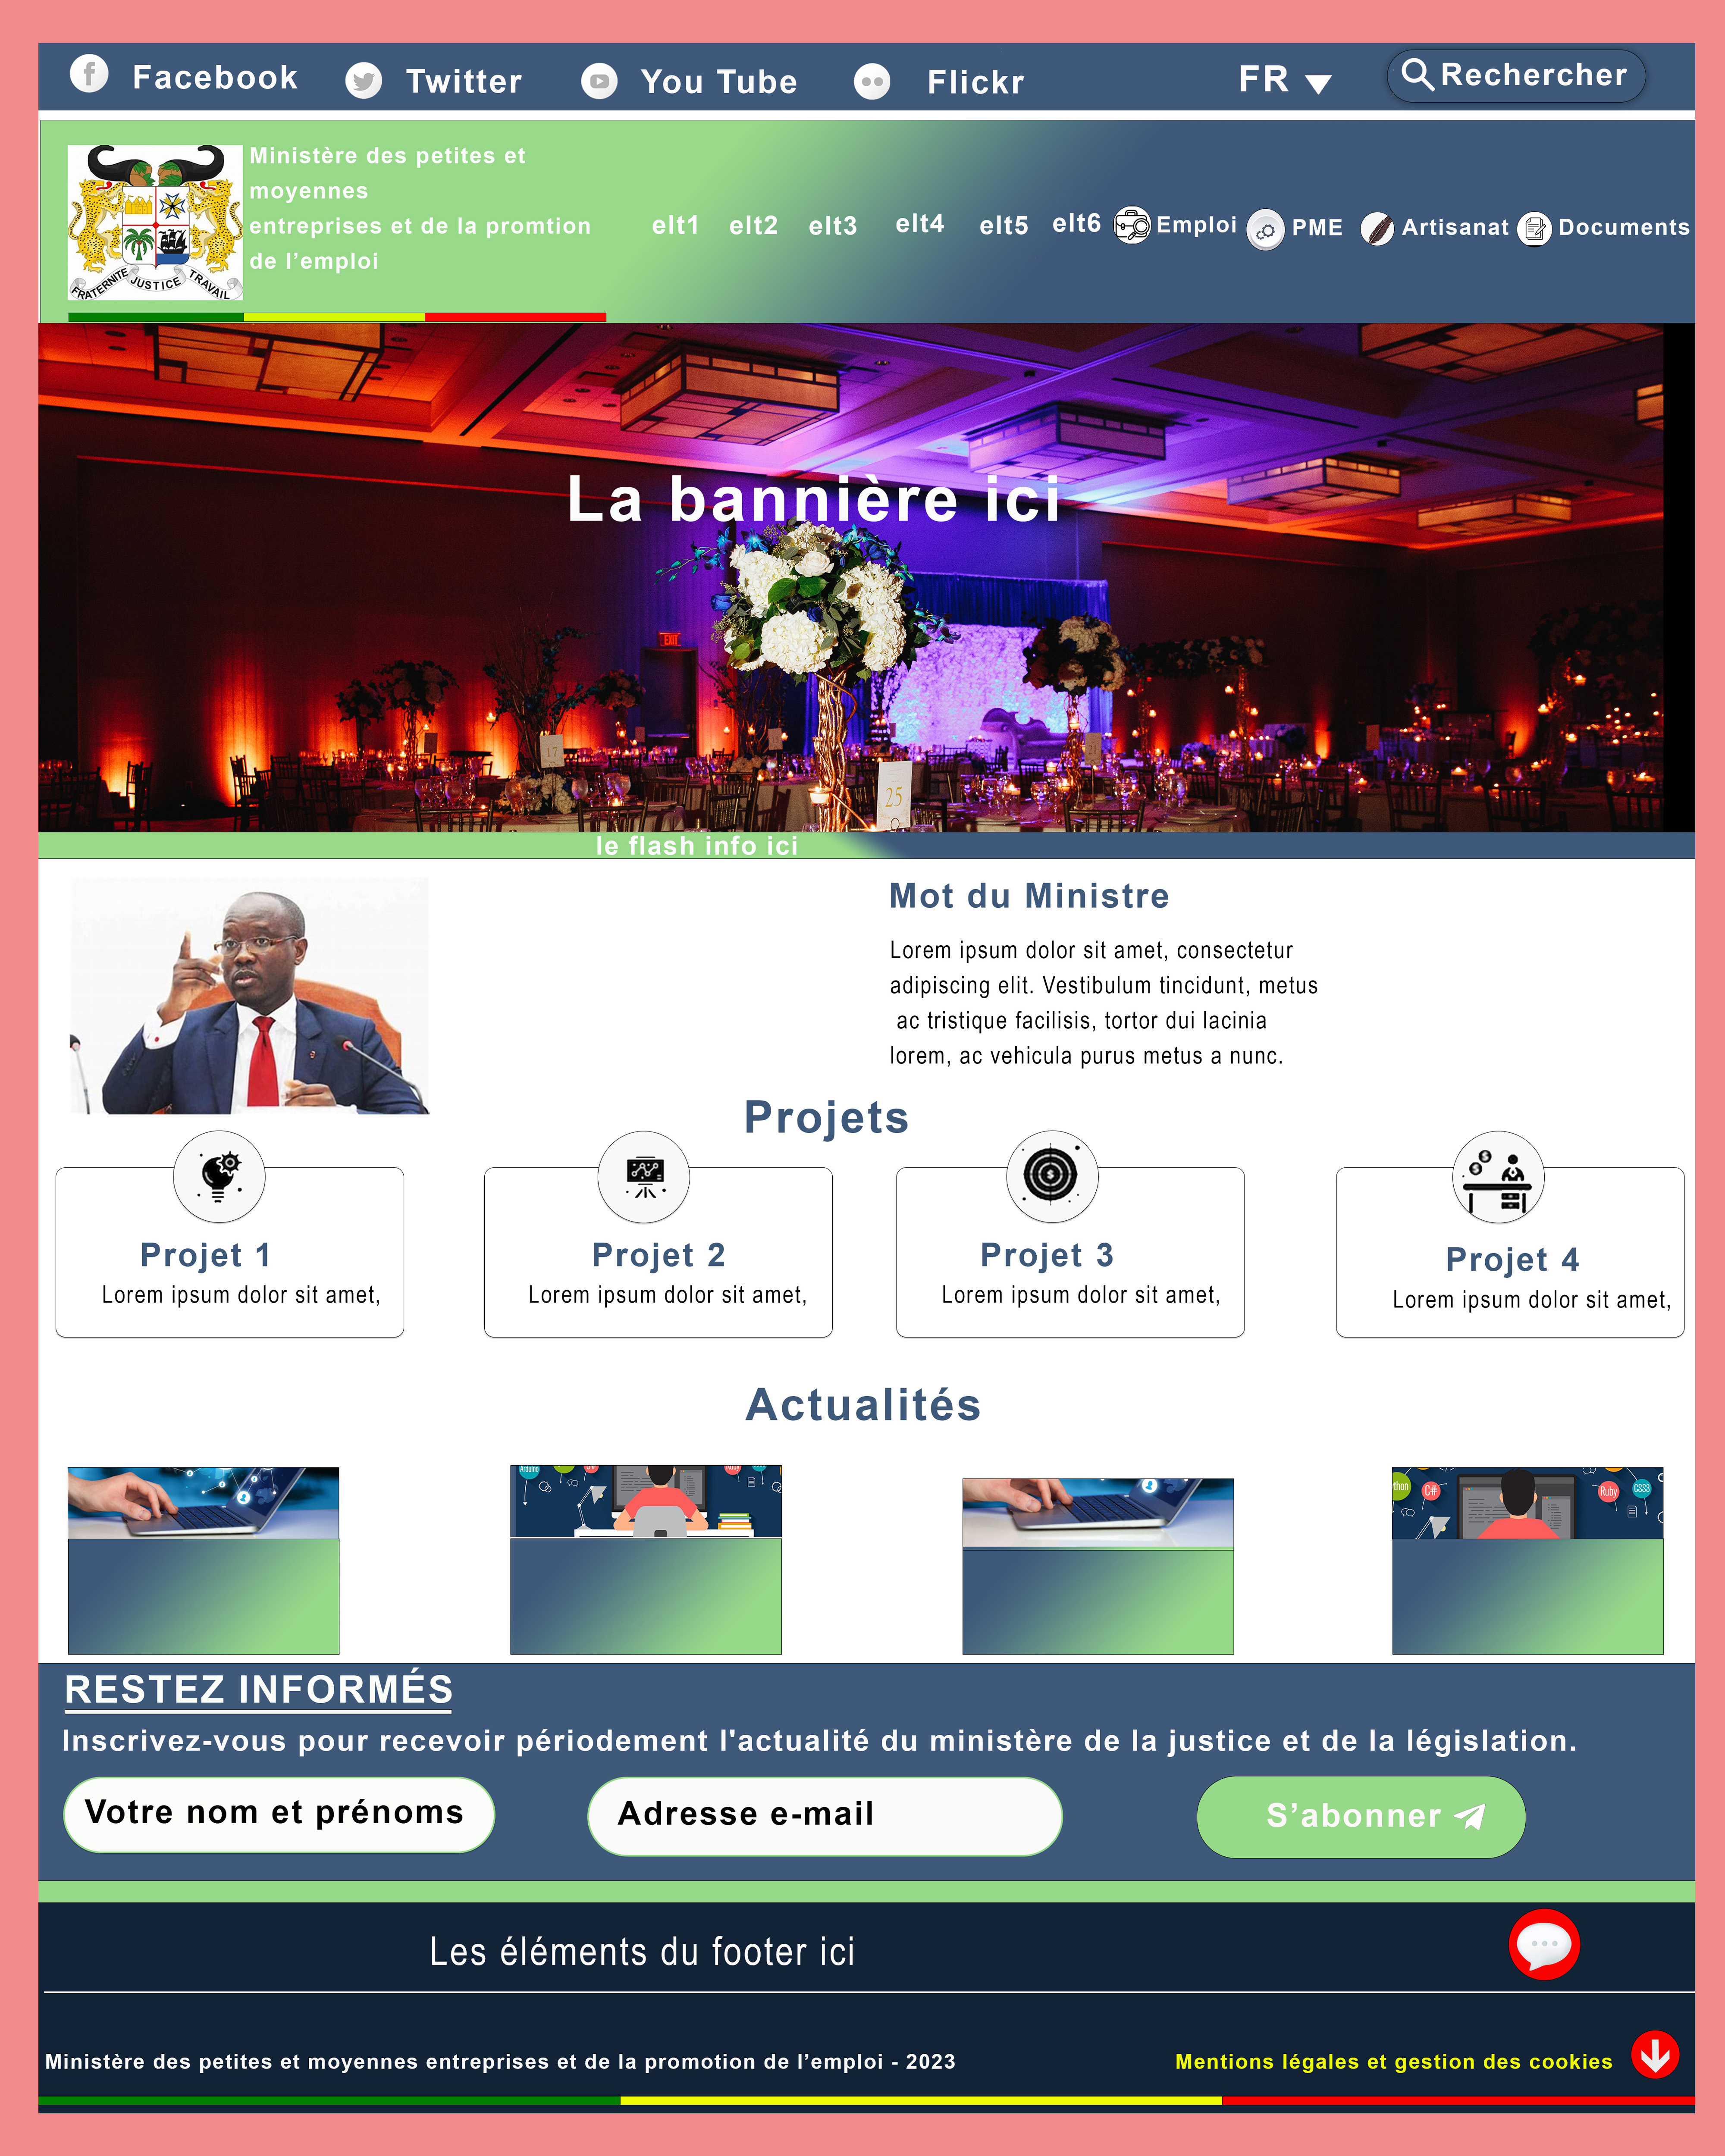 Facebook
Twitter
You Tube
Flickr
FR
Rechercher
Ministère des petites et
moyennes
entreprises et de la promtion
de l’emploi
FRATERNITE JUSTICE TRAVAIL
elt1
elt2
elt3
elt4
elt5
elt6
Emploi
PME
Artisanat
Documents
La bannière ici
EXIT
17
21
25
le flash info ici
Mot du Ministre
Lorem ipsum dolor sit amet, consectetur
adipiscing elit. Vestibulum tincidunt, metus
ac tristique facilisis, tortor dui lacinia
lorem, ac vehicula purus metus a nunc.
Projets
Projet 1
Lorem ipsum dolor sit amet,
Projet 2
Lorem ipsum dolor sit amet,
Projet 3
Lorem ipsum dolor sit amet,
Projet 4
Lorem ipsum dolor sit amet,
Actualités
C#
Ruby
CSS3
RESTEZ INFORMÉS
Inscrivez-vous pour recevoir périodement l'actualité du ministère de la justice et de la législation.
Votre nom et prénoms
Adresse e-mail
S’abonner
Les éléments du footer ici
Ministère des petites et moyennes entreprises et de la promotion de l’emploi - 2023
Mentions légales et gestion des cookies